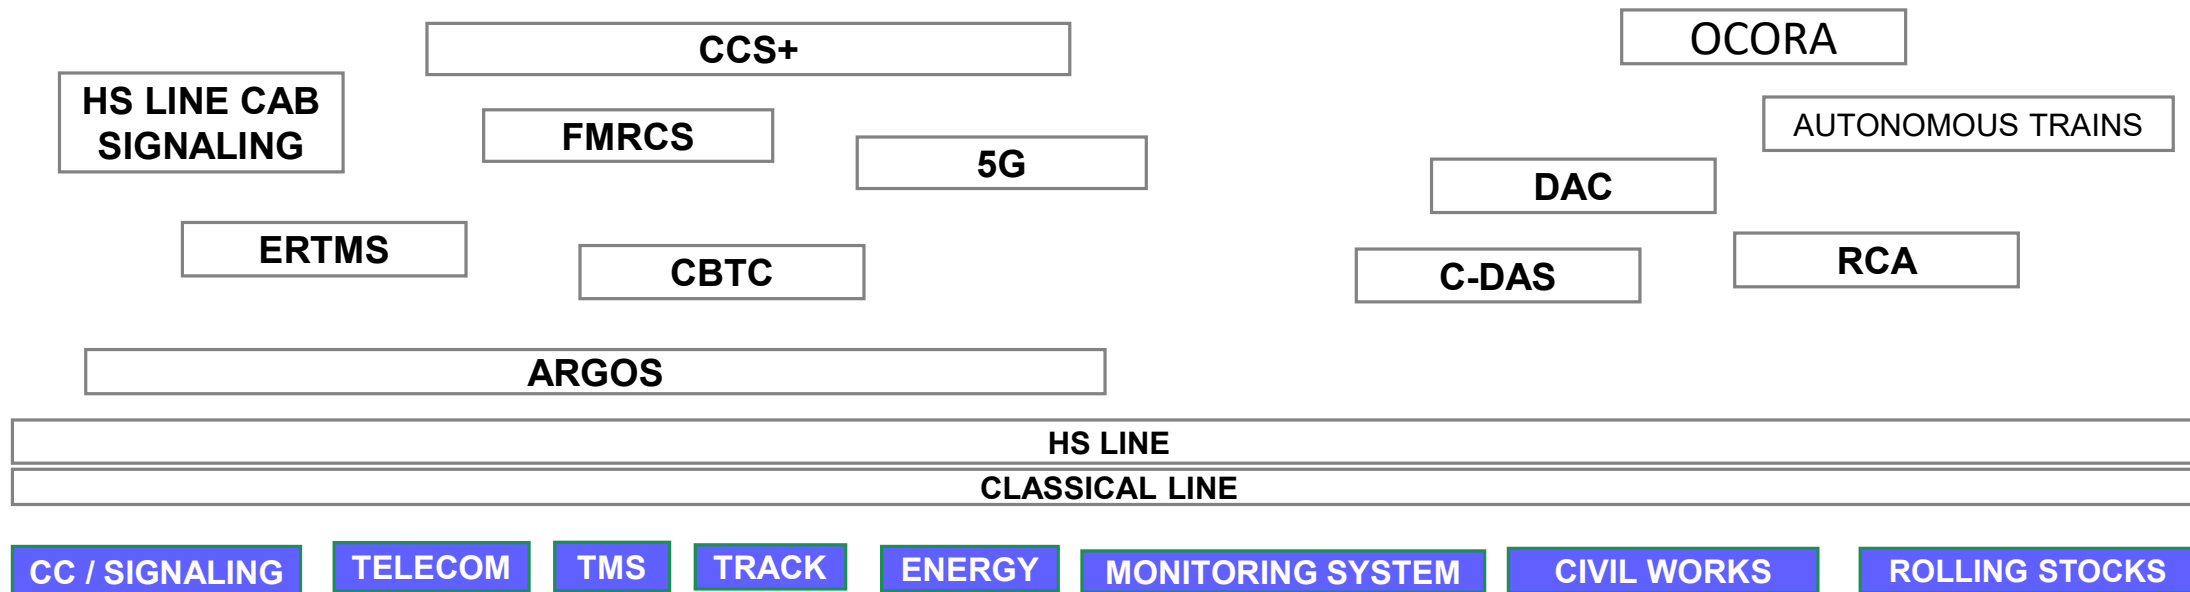 CCS+
OCORA
HS LINE CAB
SIGNALING
FMRCS
AUTONOMOUS TRAINS
5G
DAC
ERTMS
CBTC
C-DAS
RCA
ARGOS
HS LINE
CLASSICAL LINE
CC / SIGNALING
TELECOM
TMS
TRACK
ENERGY
MONITORING SYSTEM
CIVIL WORKS
ROLLING STOCKS